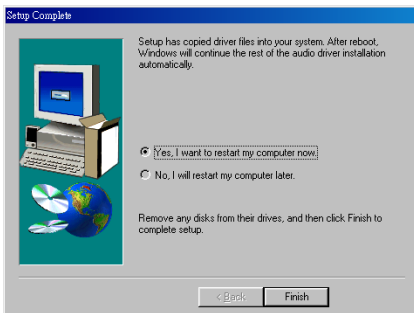 Setup Complete
Setup has copied driver files into your system. After reboot,
Windows will continue the rest of the audio driver installation
automatically.
Yes, I want to restart my computer now.
No, I will restart my computer later.
Remove any disks from their drives, and then click Finish to
complete setup.
< Back
Finish